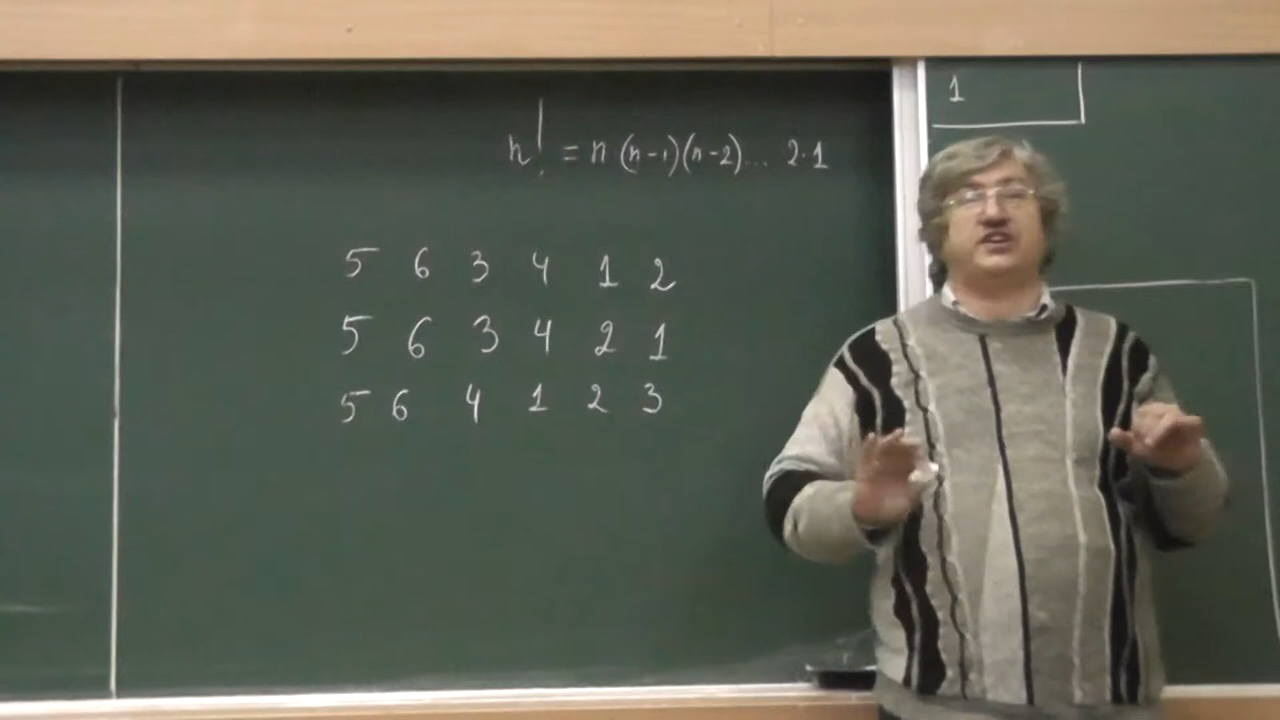 n! = n(n-1)(n-2)... 2·1
5 6 3 4 1 2
5 6 3 4 2 1
5 6 4 1 2 3
1